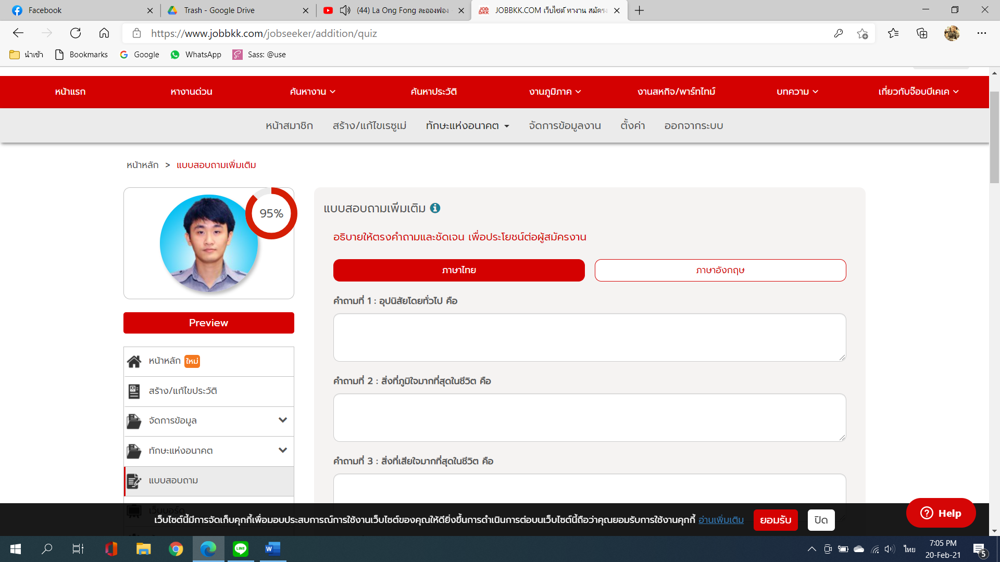 Facebook
Trash - Google Drive
(44) La Ong Fong ละอองฟอง
JOBBKK.COM เว็บไซต์ หางาน สมัครง
https://www.jobbkk.com/jobseeker/addition/quiz
นำเข้า Bookmarks Google WhatsApp Sass: @use
หน้าแรก หางานด่วน ค้นหางาน ค้นหาประวัติ งานภูมิภาค งานสหกิจ/พาร์ทไทม์ บทความ เกี่ยวกับจ๊อบบีเคเค
หน้าสมาชิก สร้าง/แก้ไขเรซูเม่ ทักษะแห่งอนาคต จัดการข้อมูลงาน ตั้งค่า ออกจากระบบ
หน้าหลัก > แบบสอบถามเพิ่มเติม
95%
Preview
หน้าหลัก ใหม่
สร้าง/แก้ไขประวัติ
จัดการข้อมูล
ทักษะแห่งอนาคต
แบบสอบถาม
เว็บบอร์ด
แบบสอบถามเพิ่มเติม
อธิบายให้ตรงคำถามและชัดเจน เพื่อประโยชน์ต่อผู้สมัครงาน
ภาษาไทย ภาษาอังกฤษ
คำถามที่ 1 : อุปนิสัยโดยทั่วไป คือ
คำถามที่ 2 : สิ่งที่ภูมิใจมากที่สุดในชีวิต คือ
คำถามที่ 3 : สิ่งที่เสียใจมากที่สุดในชีวิต คือ
เว็บไซต์นี้มีการจัดเก็บคุกกี้เพื่อมอบประสบการณ์การใช้งานเว็บไซต์ของคุณให้ดียิ่งขึ้นการดำเนินการต่อบนเว็บไซต์นี้ถือว่าคุณยอมรับการใช้งานคุกกี้ อ่านเพิ่มเติม ยอมรับ ปิด
Help
ไทย
7:05 PM
20-Feb-21
5